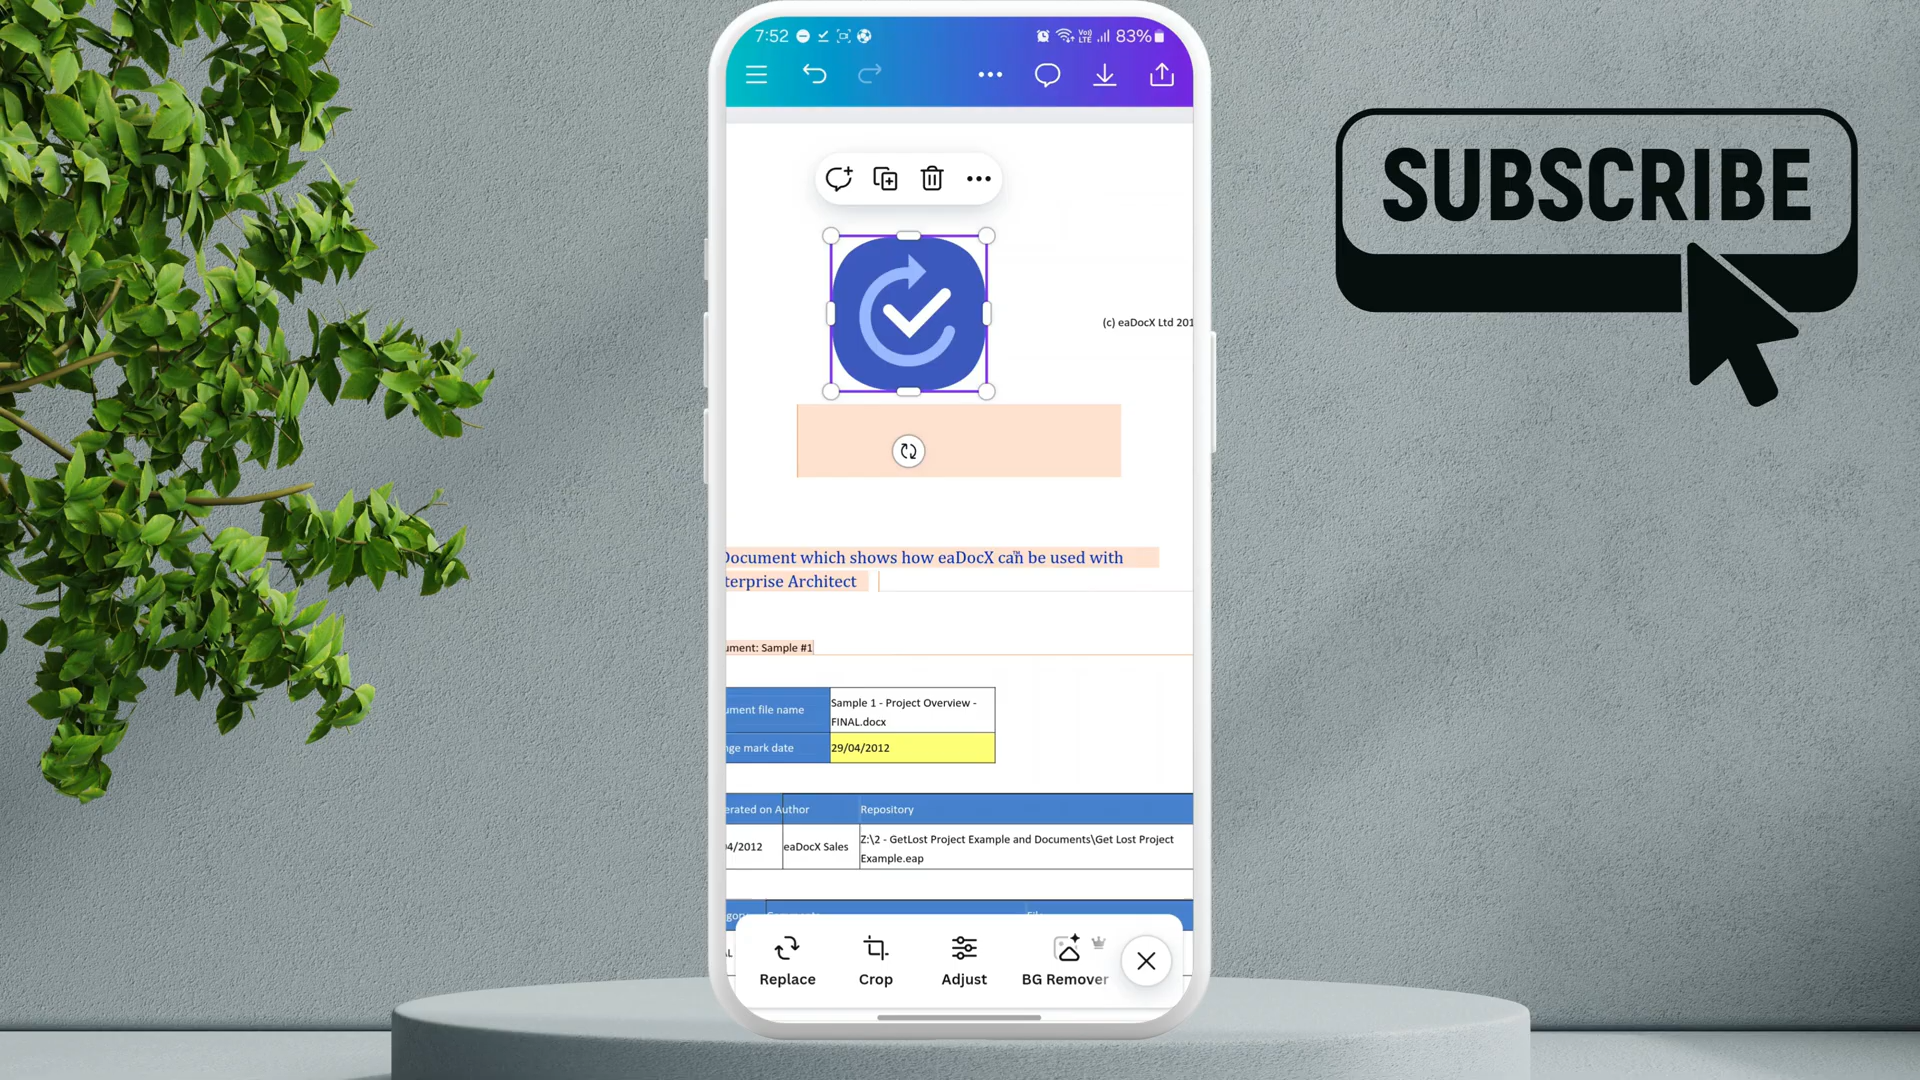 7:52
Vo)
LTE
83%
SUBSCRIBE
(c) eaDocX Ltd 201
Document which shows how eaDocX can be used with
terprise Architect
ument: Sample #1
ument file name
Sample 1 - Project Overview -
FINAL.docx
nge mark date
29/04/2012
erated on Author
Repository
4/2012
eaDocX Sales
Z:\2 - GetLost Project Example and Documents\Get Lost Project
Example.eap
Replace
Crop
Adjust
BG Remover